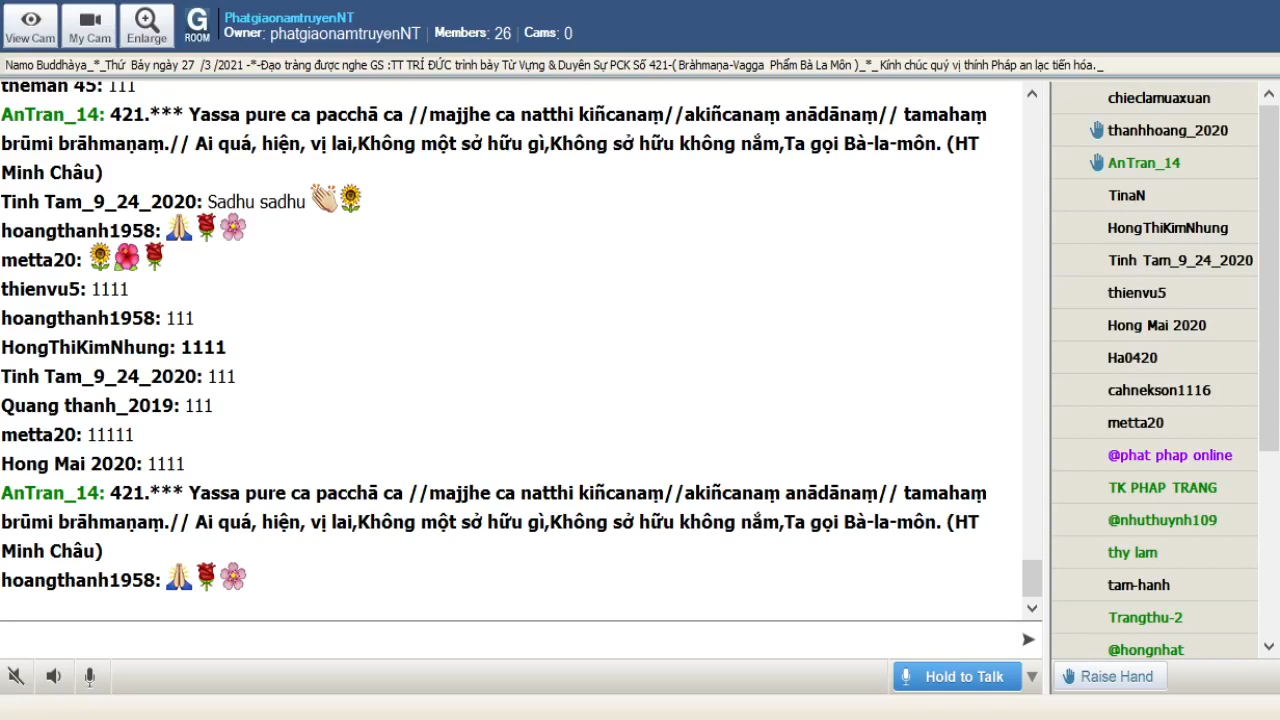 View Cam
My Cam
Enlarge
G
ROOM
PhatgiaonamtruyenNT
Owner: phatgiaonamtruyenNT | Members: 26 | Cams: 0
Namo Buddhàya_*_Thứ Bảy ngày 27 /3 /2021 -*-Đạo tràng được nghe GS :TT TRÍ ĐỨC trình bày Từ Vựng & Duyên Sự PCK Số 421-( Bràhmaṇa-Vagga Phẩm Bà La Môn )_*_ Kính chúc quý vị thính Pháp an lạc tiến hóa._
theman 45: 111
AnTran_14: 421.*** Yassa pure ca pacchā ca //majjhe ca natthi kiñcanaṃ//akiñcanaṃ anādānaṃ// tamahaṃ
brūmi brāhmaṇaṃ.// Ai quá, hiện, vị lai,Không một sở hữu gì,Không sở hữu không nắm,Ta gọi Bà-la-môn. (HT
Minh Châu)
Tinh Tam_9_24_2020: Sadhu sadhu
hoangthanh1958:
metta20:
thienvu5: 1111
hoangthanh1958: 111
HongThiKimNhung: 1111
Tinh Tam_9_24_2020: 111
Quang thanh_2019: 111
metta20: 11111
Hong Mai 2020: 1111
AnTran_14: 421.*** Yassa pure ca pacchā ca //majjhe ca natthi kiñcanaṃ//akiñcanaṃ anādānaṃ// tamahaṃ
brūmi brāhmaṇaṃ.// Ai quá, hiện, vị lai,Không một sở hữu gì,Không sở hữu không nắm,Ta gọi Bà-la-môn. (HT
Minh Châu)
hoangthanh1958:
Hold to Talk
chieclamuaxuan
thanhhoang_2020
AnTran_14
TinaN
HongThiKimNhung
Tinh Tam_9_24_2020
thienvu5
Hong Mai 2020
Ha0420
cahnekson1116
metta20
@phat phap online
TK PHAP TRANG
@nhuthuynh109
thy lam
tam-hanh
Trangthu-2
@hongnhat
Raise Hand